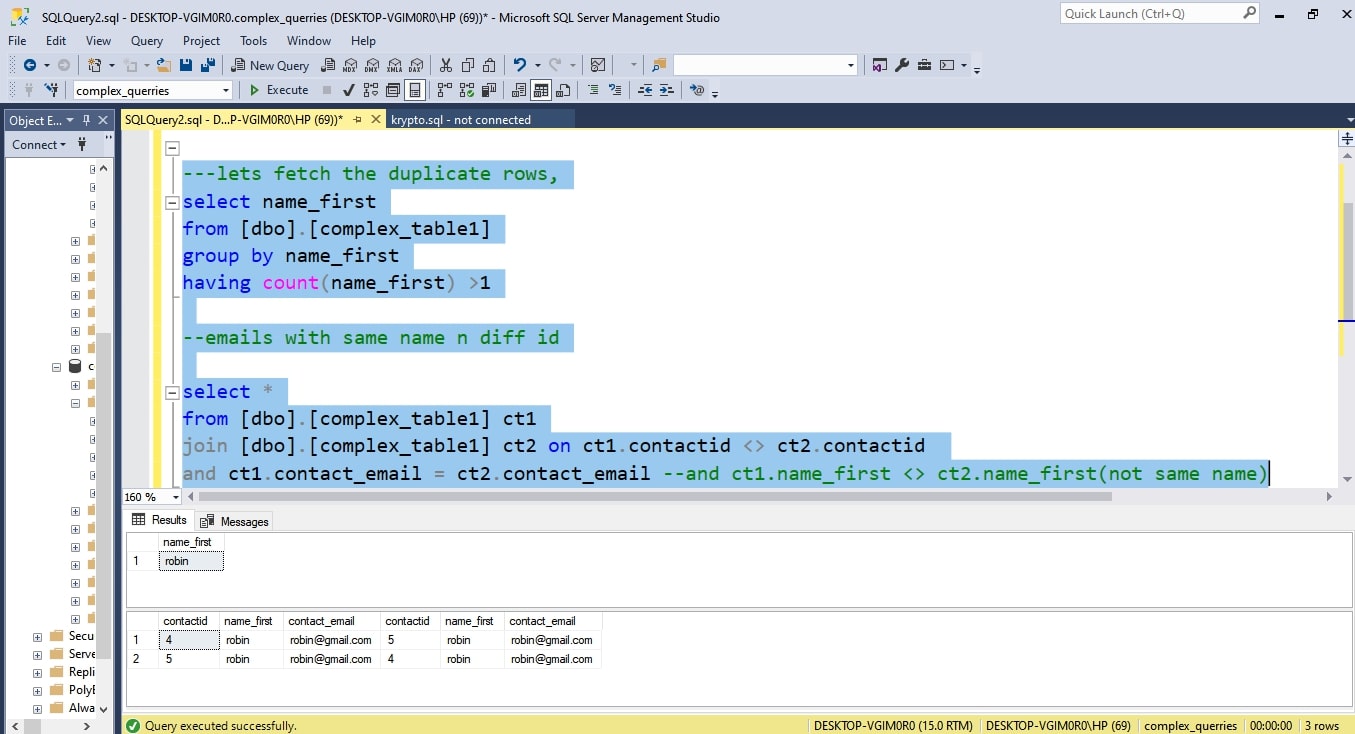 SQLQuery2.sql - DESKTOP-VGIM0R0.complex_querries (DESKTOP-VGIM0R0\HP (69))* - Microsoft SQL Server Management Studio
Quick Launch (Ctrl+Q)
File Edit View Query Project Tools Window Help
New Query
MDX DMX XMLA DAX
complex_querries
Execute
Object E...
SQLQuery2.sql - D...P-VGIM0R0\HP (69))*
krypto.sql - not connected
Connect
c
Secu
Serve
Repli
PolyB
Alwa
---lets fetch the duplicate rows,
select name_first
from [dbo].[complex_table1]
group by name_first
having count(name_first) >1
--emails with same name n diff id
select *
from [dbo].[complex_table1] ct1
join [dbo].[complex_table1] ct2 on ct1.contactid <> ct2.contactid
and ct1.contact_email = ct2.contact_email --and ct1.name_first <> ct2.name_first(not same name)
160 %
Results Messages
name_first
1 robin
contactid name_first contact_email contactid name_first contact_email
1 4 robin robin@gmail.com 5 robin robin@gmail.com
2 5 robin robin@gmail.com 4 robin robin@gmail.com
Query executed successfully.
DESKTOP-VGIM0R0 (15.0 RTM) DESKTOP-VGIM0R0\HP (69) complex_querries 00:00:00 3 rows